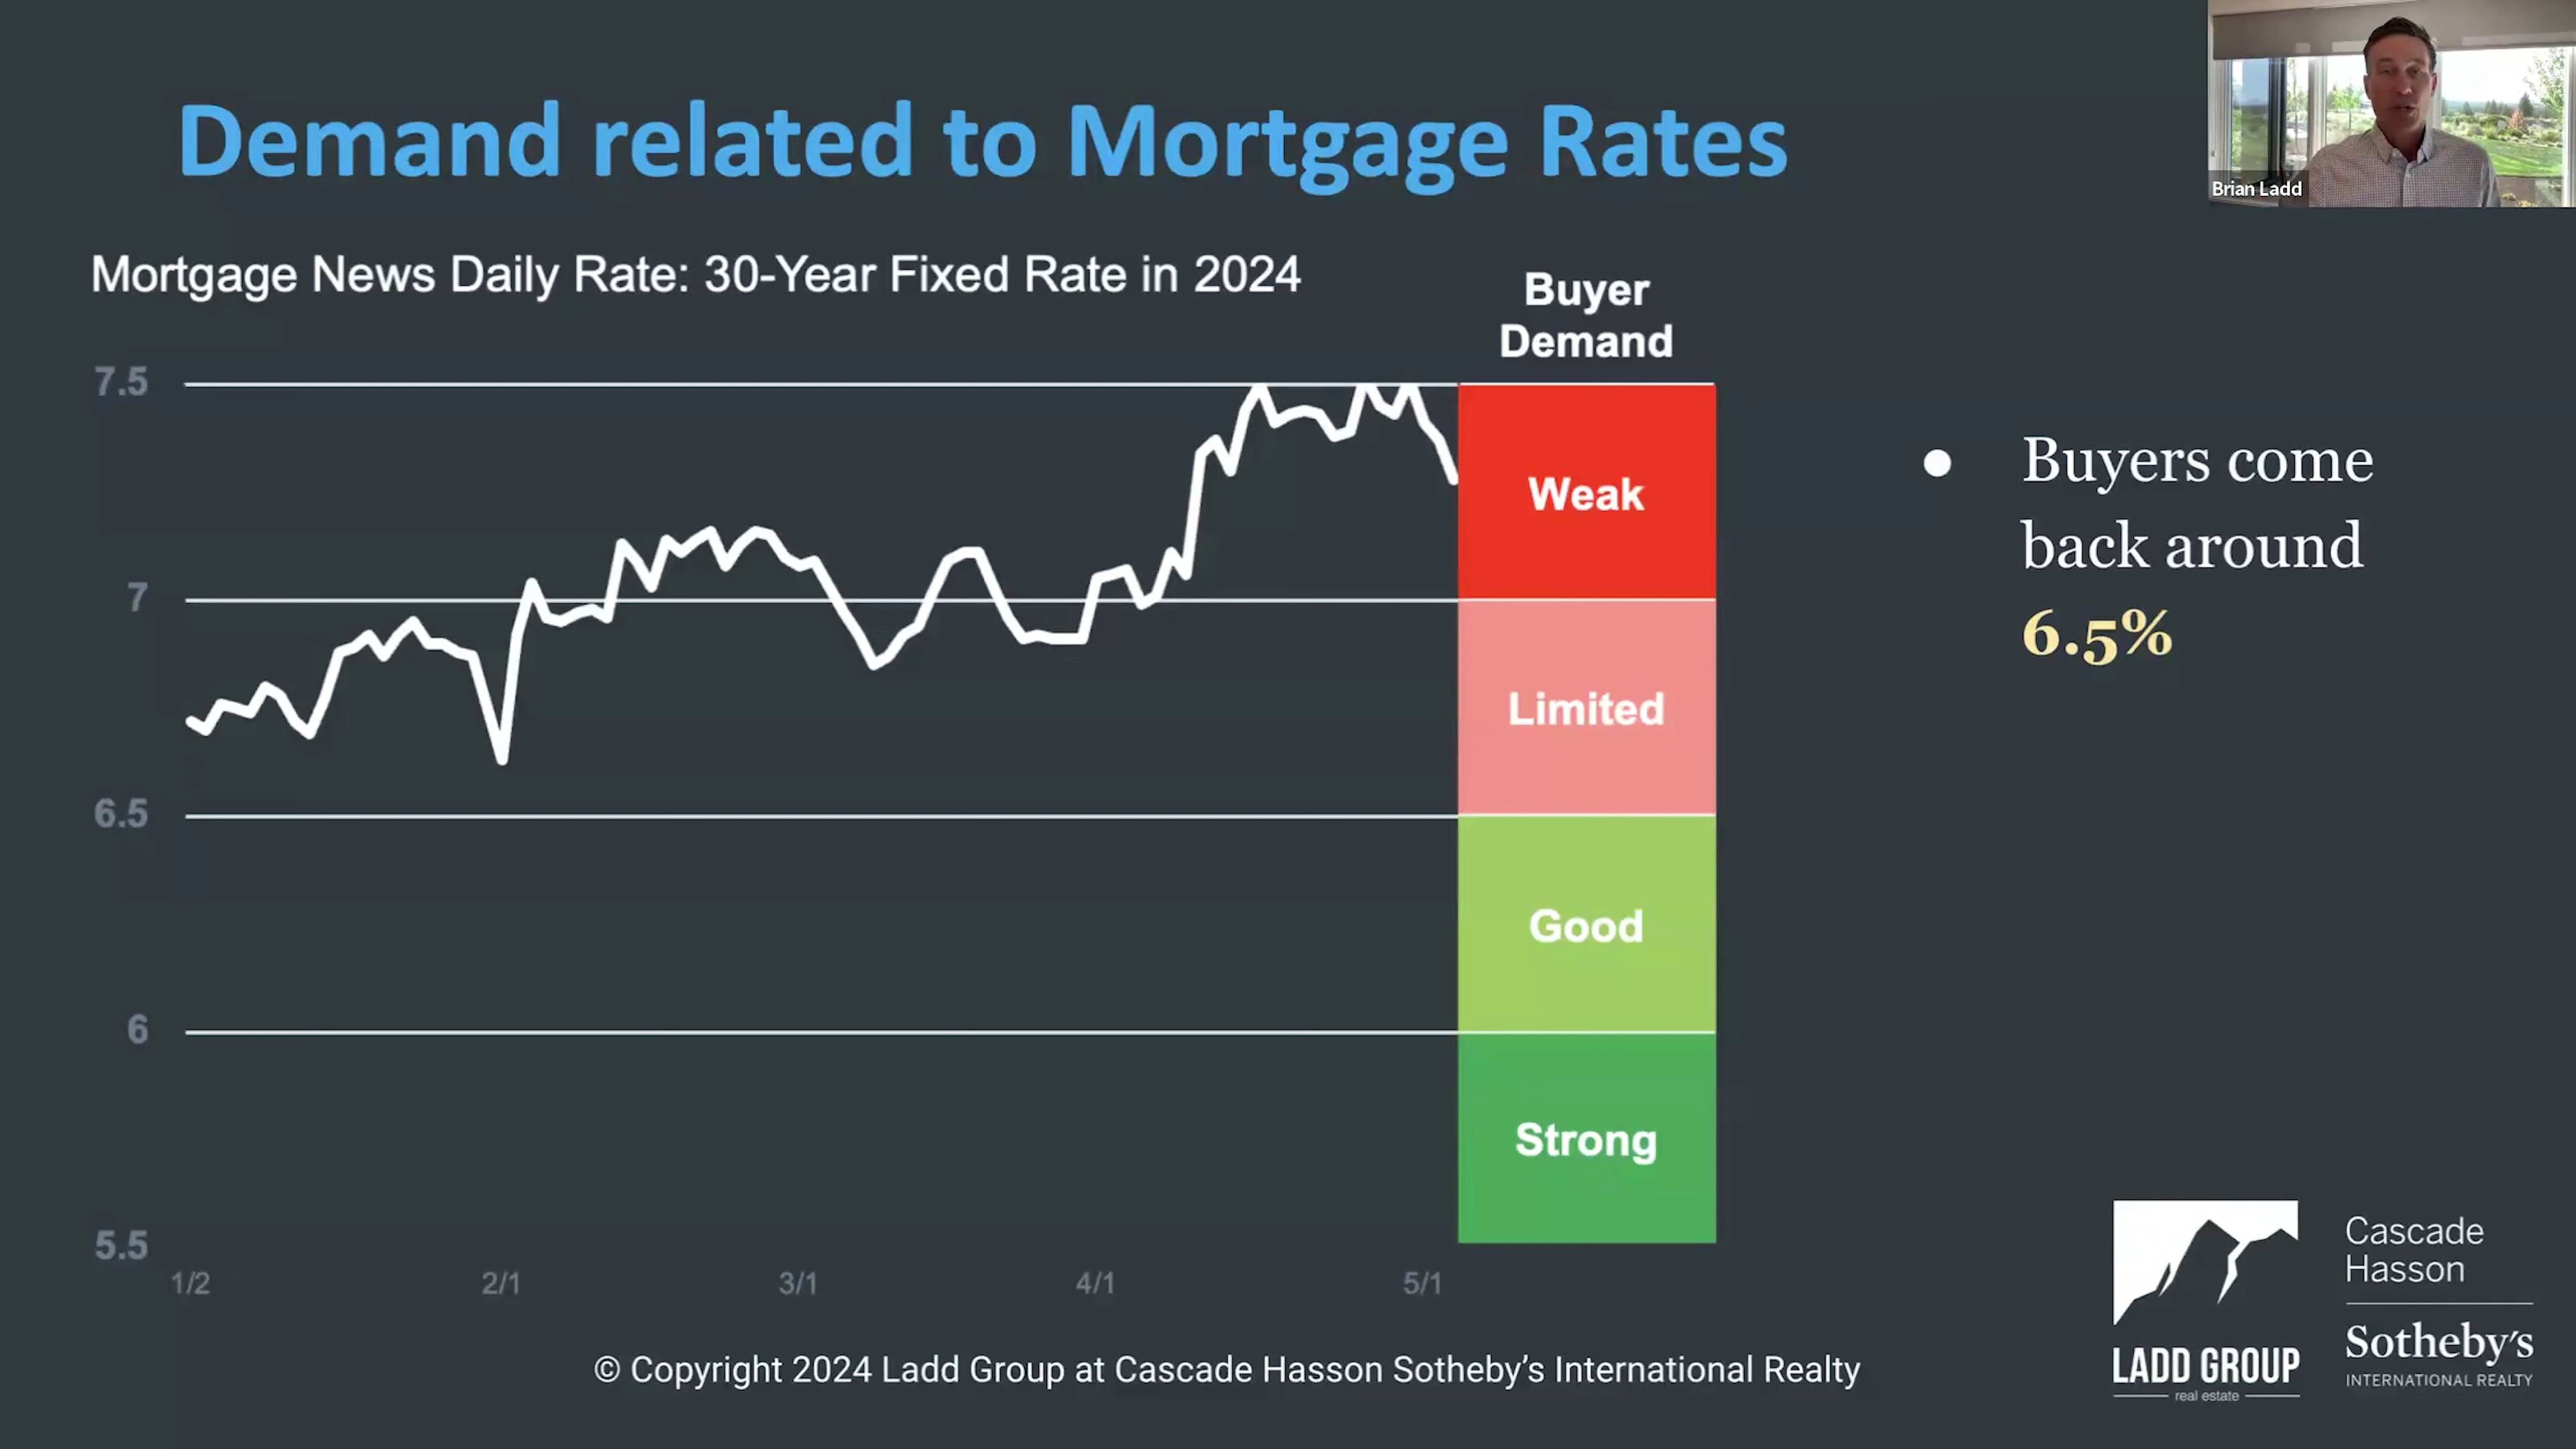 Demand related to Mortgage Rates
Brian Ladd
Mortgage News Daily Rate: 30-Year Fixed Rate in 2024
Buyer
Demand
7.5
7
6.5
6
5.5
1/2
2/1
3/1
4/1
5/1
Weak
Limited
Good
Strong
● Buyers come
back around
6.5%
© Copyright 2024 Ladd Group at Cascade Hasson Sotheby’s International Realty
LADD GROUP
real estate
Cascade
Hasson
Sotheby's
INTERNATIONAL REALTY